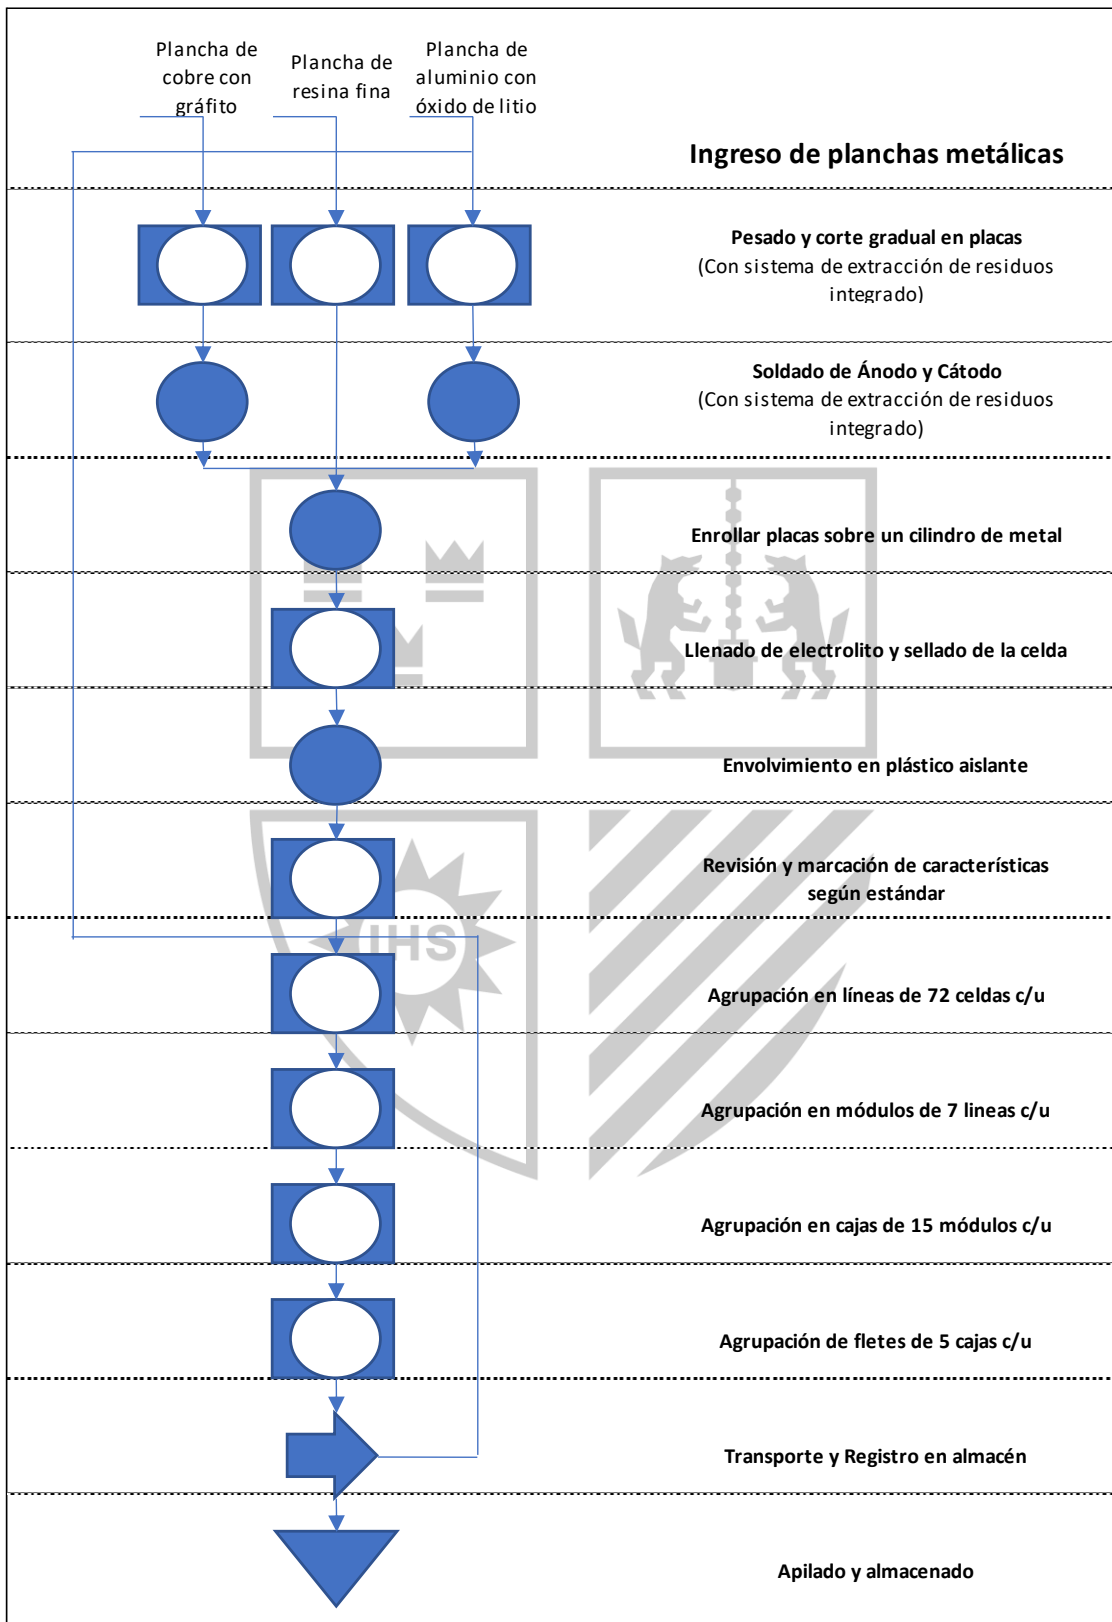 Plancha de
cobre con
gráfito
Plancha de
resina fina
Plancha de
aluminio con
óxido de litio
Ingreso de planchas metálicas
Pesado y corte gradual en placas
(Con sistema de extracción de residuos
integrado)
Soldado de Ánodo y Cátodo
(Con sistema de extracción de residuos
integrado)
Enrollar placas sobre un cilindro de metal
Llenado de electrolito y sellado de la celda
Envolvimiento en plástico aislante
Revisión y marcación de características
según estándar
IHS
Agrupación en líneas de 72 celdas c/u
Agrupación en módulos de 7 lineas c/u
Agrupación en cajas de 15 módulos c/u
Agrupación de fletes de 5 cajas c/u
Transporte y Registro en almacén
Apilado y almacenado